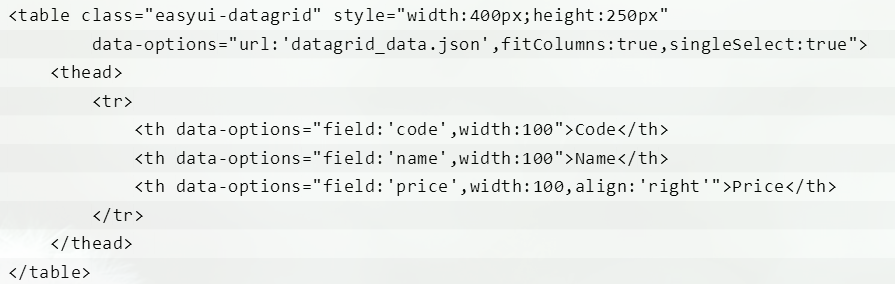 <table class="easyui-datagrid" style="width:400px;height:250px"
        data-options="url:'datagrid_data.json',fitColumns:true,singleSelect:true">
    <thead>
        <tr>
            <th data-options="field:'code',width:100">Code</th>
            <th data-options="field:'name',width:100">Name</th>
            <th data-options="field:'price',width:100,align:'right'">Price</th>
        </tr>
    </thead>
</table>